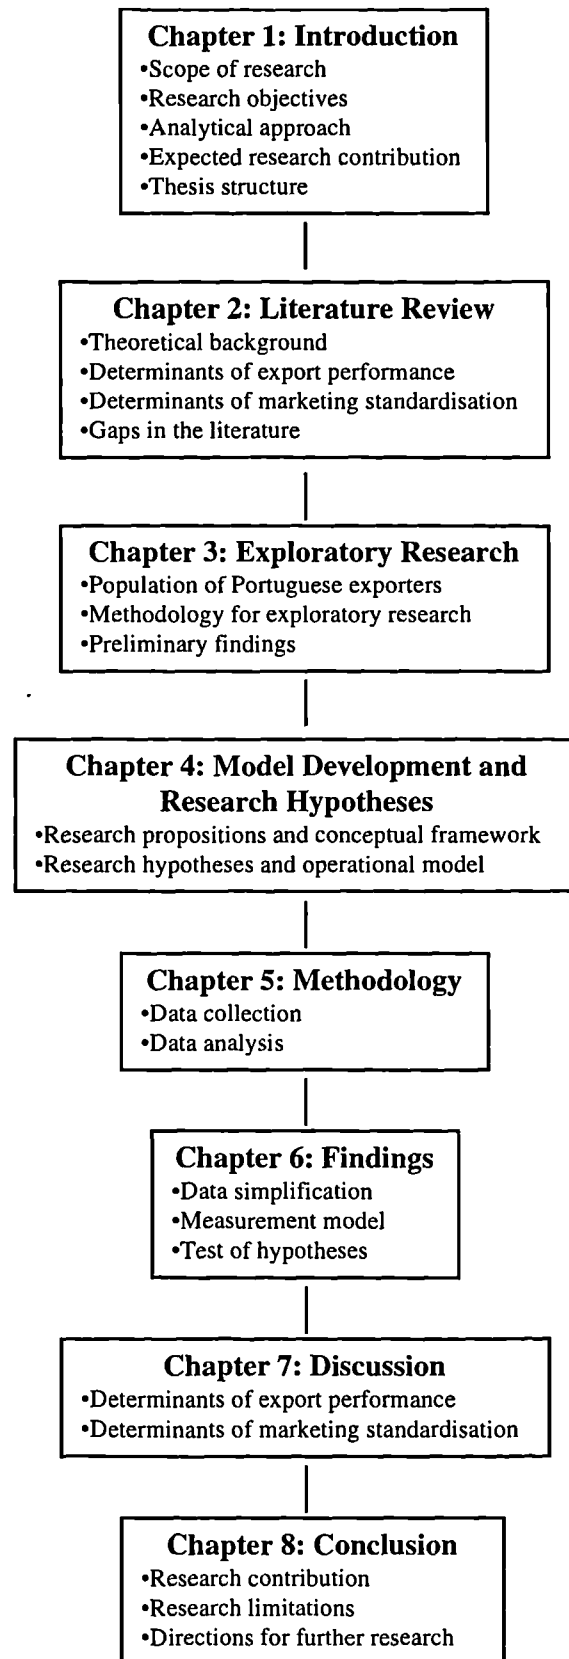 Chapter 1: Introduction
•Scope of research
•Research objectives
•Analytical approach
•Expected research contribution
•Thesis structure
Chapter 2: Literature Review
•Theoretical background
•Determinants of export performance
•Determinants of marketing standardisation
•Gaps in the literature
Chapter 3: Exploratory Research
•Population of Portuguese exporters
•Methodology for exploratory research
•Preliminary findings
Chapter 4: Model Development and
Research Hypotheses
•Research propositions and conceptual framework
•Research hypotheses and operational model
Chapter 5: Methodology
•Data collection
•Data analysis
Chapter 6: Findings
•Data simplification
•Measurement model
•Test of hypotheses
Chapter 7: Discussion
•Determinants of export performance
•Determinants of marketing standardisation
Chapter 8: Conclusion
•Research contribution
•Research limitations
•Directions for further research